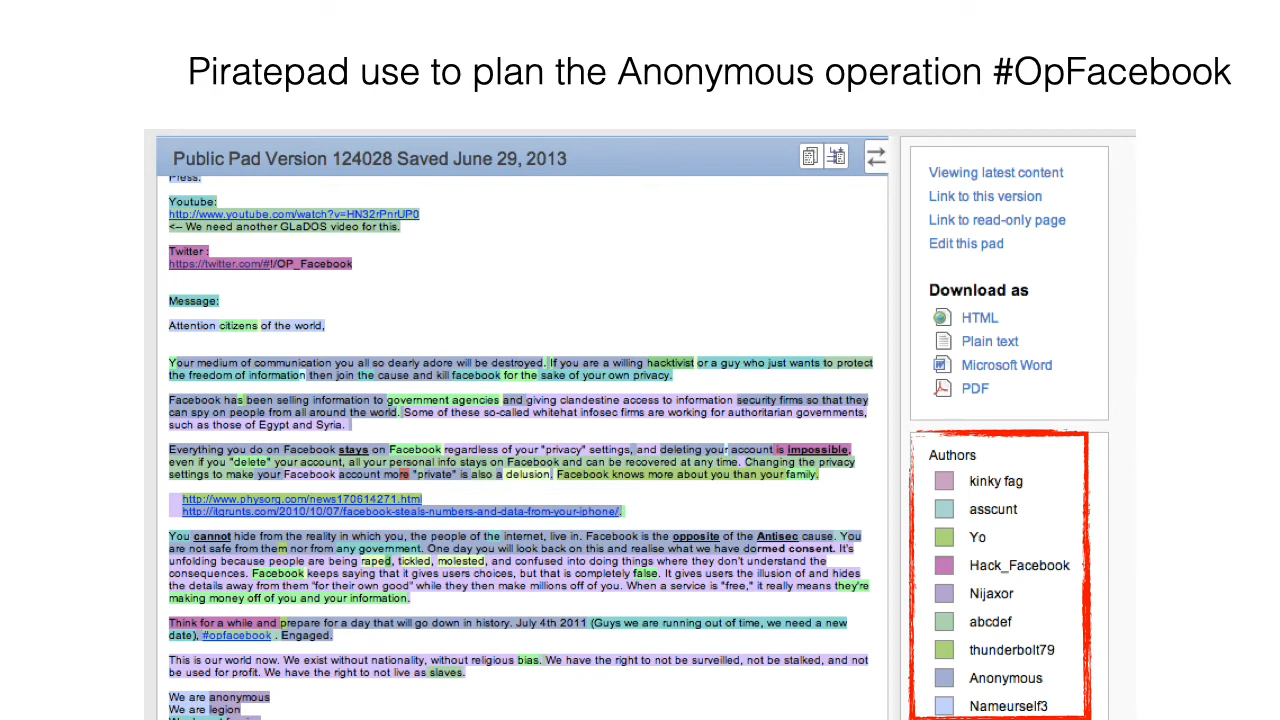 Piratepad use to plan the Anonymous operation #OpFacebook
Public Pad Version 124028 Saved June 29, 2013
Press:
Youtube:
http://www.youtube.com/watch?v=HN32rPnrUP0
<-- We need another GLaDOS video for this.
Twitter :
https://twitter.com/#!/OP_Facebook
Message:
Attention citizens of the world,
Your medium of communication you all so dearly adore will be destroyed. If you are a willing hacktivist or a guy who just wants to protect
the freedom of information then join the cause and kill facebook for the sake of your own privacy.
Facebook has been selling information to government agencies and giving clandestine access to information security firms so that they
can spy on people from all around the world. Some of these so-called whitehat infosec firms are working for authoritarian governments,
such as those of Egypt and Syria.
Everything you do on Facebook stays on Facebook regardless of your "privacy" settings, and deleting your account is impossible,
even if you "delete" your account, all your personal info stays on Facebook and can be recovered at any time. Changing the privacy
settings to make your Facebook account more "private" is also a delusion. Facebook knows more about you than your family.
http://www.physorg.com/news170614271.html
http://itgrunts.com/2010/10/07/facebook-steals-numbers-and-data-from-your-iphone/.
You cannot hide from the reality in which you, the people of the internet, live in. Facebook is the opposite of the Antisec cause. You
are not safe from them nor from any government. One day you will look back on this and realise what we have dormed consent. It's
unfolding because people are being raped, tickled, molested, and confused into doing things where they don't understand the
consequences. Facebook keeps saying that it gives users choices, but that is completely false. It gives users the illusion of and hides
the details away from them "for their own good" while they then make millions off of you. When a service is "free," it really means they're
making money off of you and your information.
Think for a while and prepare for a day that will go down in history. July 4th 2011 (Guys we are running out of time, we need a new
date), #opfacebook . Engaged.
This is our world now. We exist without nationality, without religious bias. We have the right to not be surveilled, not be stalked, and not
be used for profit. We have the right to not live as slaves.
We are anonymous
We are legion
Viewing latest content
Link to this version
Link to read-only page
Edit this pad
Download as
HTML
Plain text
Microsoft Word
PDF
Authors
kinky fag
asscunt
Yo
Hack_Facebook
Nijaxor
abcdef
thunderbolt79
Anonymous
Nameurself3